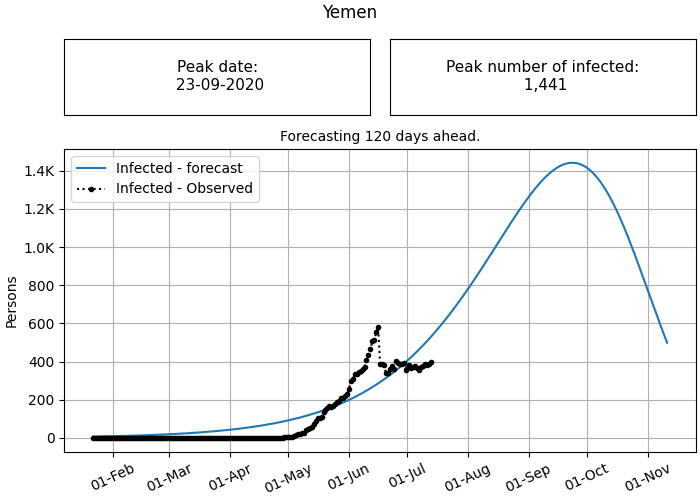 Yemen
Peak date:
23-09-2020
Peak number of infected:
1,441
Forecasting 120 days ahead.
Infected - forecast
Infected - Observed
1.4K
1.2K
1.0K
800
600
400
200
0
Persons
01-Feb
01-Mar
01-Apr
01-May
01-Jun
01-Jul
01-Aug
01-Sep
01-Oct
01-Nov